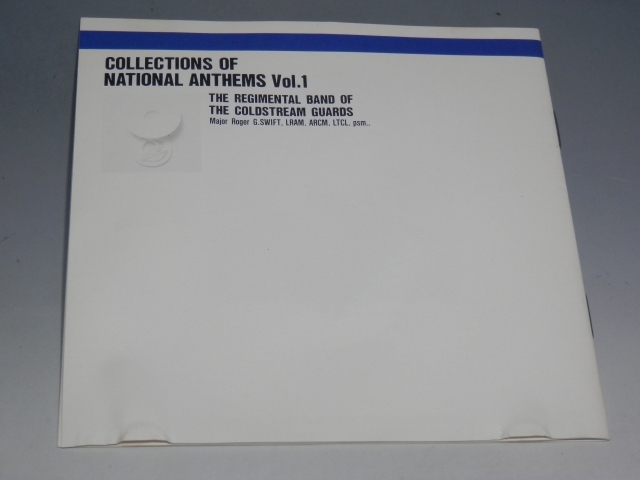 COLLECTIONS OF
NATIONAL ANTHEMS Vol.1
THE REGIMENTAL BAND OF
THE COLDSTREAM GUARDS
Major Roger G.SWIFT, LRAM, ARCM, LTCL, psm..